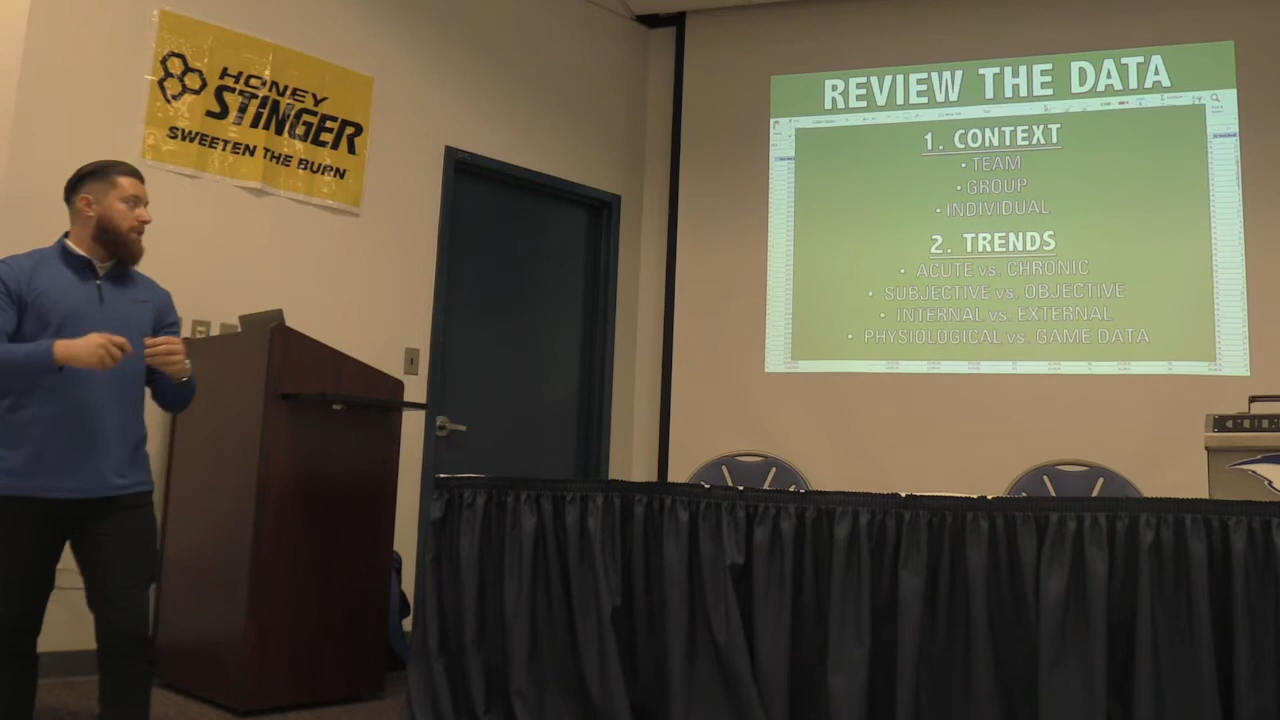 HONEY
STINGER
SWEETEN THE BURN
REVIEW THE DATA
1. CONTEXT
• TEAM
• GROUP
• INDIVIDUAL
2. TRENDS
• ACUTE vs. CHRONIC
• SUBJECTIVE vs. OBJECTIVE
• INTERNAL vs. EXTERNAL
• PHYSIOLOGICAL vs. GAME DATA